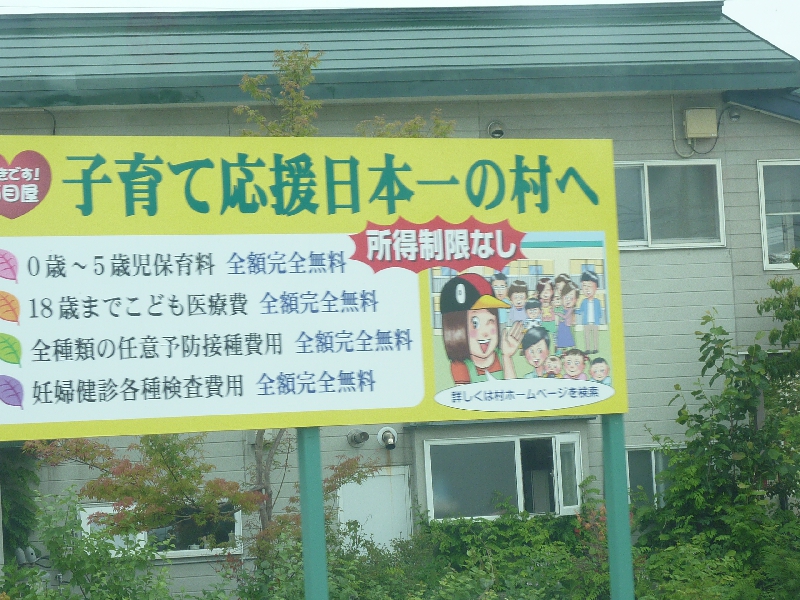 きです!
目屋
子育て応援日本一の村へ
所得制限なし
0歳～5歳児保育料 全額完全無料
18歳までこども医療費 全額完全無料
全種類の任意予防接種費用 全額完全無料
妊婦健診各種検査費用 全額完全無料
詳しくは村ホームページを検索